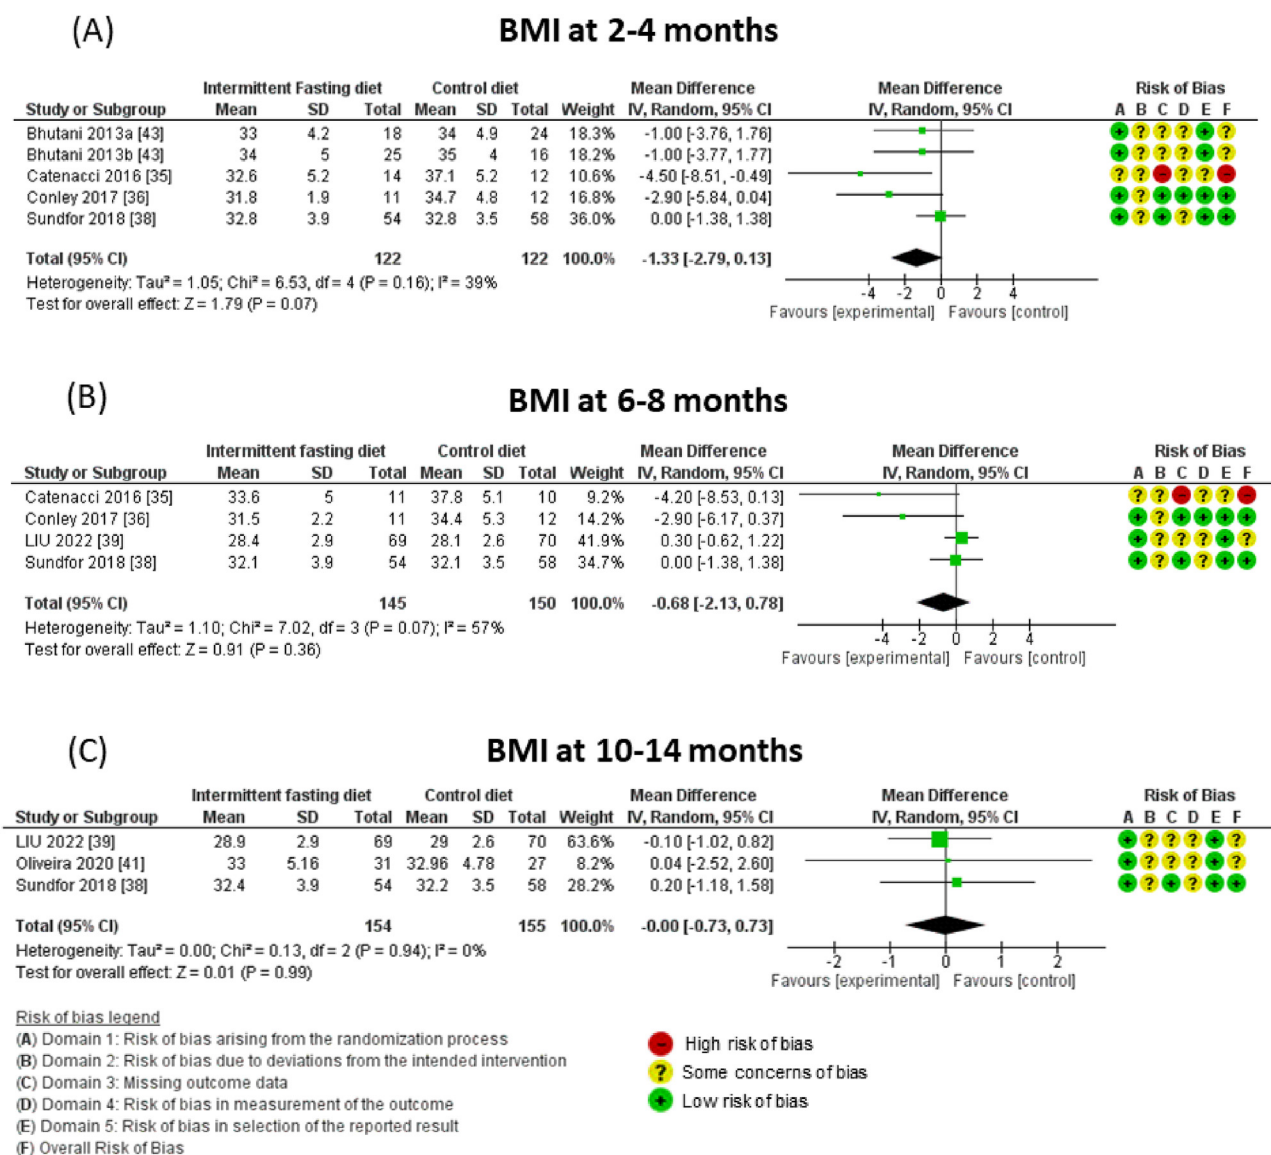 (A) BMI at 2-4 months
Intermittent Fasting diet Control diet Mean Difference Mean Difference Risk of Bias
Study or Subgroup Mean SD Total Mean SD Total Weight IV, Random, 95% CI IV, Random, 95% CI A B C D E F
Bhutani 2013a [43] 33 4.2 18 34 4.9 24 18.3% -1.00 [-3.76, 1.76] + ? ? ? + ?
Bhutani 2013b [43] 34 5 25 35 4 16 18.2% -1.00 [-3.77, 1.77] + ? ? ? + ?
Catenacci 2016 [35] 32.6 5.2 14 37.1 5.2 12 10.6% -4.50 [-8.51, -0.49] ? ? - ? ? -
Conley 2017 [36] 31.8 1.9 11 34.7 4.8 12 16.8% -2.90 [-5.84, 0.04] + ? + + + +
Sundfor 2018 [38] 32.8 3.9 54 32.8 3.5 58 36.0% 0.00 [-1.38, 1.38] + ? + ? + +
Total (95% CI) 122 122 100.0% -1.33 [-2.79, 0.13]
Heterogeneity: Tau² = 1.05; Chi² = 6.53, df = 4 (P = 0.16); I² = 39%
Test for overall effect: Z = 1.79 (P = 0.07)
-4 -2 0 2 4
Favours [experimental] Favours [control]
(B) BMI at 6-8 months
Intermittent fasting diet Control diet Mean Difference Mean Difference Risk of Bias
Study or Subgroup Mean SD Total Mean SD Total Weight IV, Random, 95% CI IV, Random, 95% CI A B C D E F
Catenacci 2016 [35] 33.6 5 11 37.8 5.1 10 9.2% -4.20 [-8.53, 0.13] ? ? - ? ? -
Conley 2017 [36] 31.5 2.2 11 34.4 5.3 12 14.2% -2.90 [-6.17, 0.37] + ? + + + +
LIU 2022 [39] 28.4 2.9 69 28.1 2.6 70 41.9% 0.30 [-0.62, 1.22] + ? ? ? + ?
Sundfor 2018 [38] 32.1 3.9 54 32.1 3.5 58 34.7% 0.00 [-1.38, 1.38] + ? + ? + +
Total (95% CI) 145 150 100.0% -0.68 [-2.13, 0.78]
Heterogeneity: Tau² = 1.10; Chi² = 7.02, df = 3 (P = 0.07); I² = 57%
Test for overall effect: Z = 0.91 (P = 0.36)
-4 -2 0 2 4
Favours [experimental] Favours [control]
(C) BMI at 10-14 months
Intermittent fasting diet Control diet Mean Difference Mean Difference Risk of Bias
Study or Subgroup Mean SD Total Mean SD Total Weight IV, Random, 95% CI IV, Random, 95% CI A B C D E F
LIU 2022 [39] 28.9 2.9 69 29 2.6 70 63.6% -0.10 [-1.02, 0.82] + ? ? ? + ?
Oliveira 2020 [41] 33 5.16 31 32.96 4.78 27 8.2% 0.04 [-2.52, 2.60] + ? ? ? + ?
Sundfor 2018 [38] 32.4 3.9 54 32.2 3.5 58 28.2% 0.20 [-1.18, 1.58] + ? + ? + +
Total (95% CI) 154 155 100.0% -0.00 [-0.73, 0.73]
Heterogeneity: Tau² = 0.00; Chi² = 0.13, df = 2 (P = 0.94); I² = 0%
Test for overall effect: Z = 0.01 (P = 0.99)
-2 -1 0 1 2
Favours [experimental] Favours [control]
Risk of bias legend
(A) Domain 1: Risk of bias arising from the randomization process
(B) Domain 2: Risk of bias due to deviations from the intended intervention
(C) Domain 3: Missing outcome data
(D) Domain 4: Risk of bias in measurement of the outcome
(E) Domain 5: Risk of bias in selection of the reported result
(F) Overall Risk of Bias
- High risk of bias
? Some concerns of bias
+ Low risk of bias